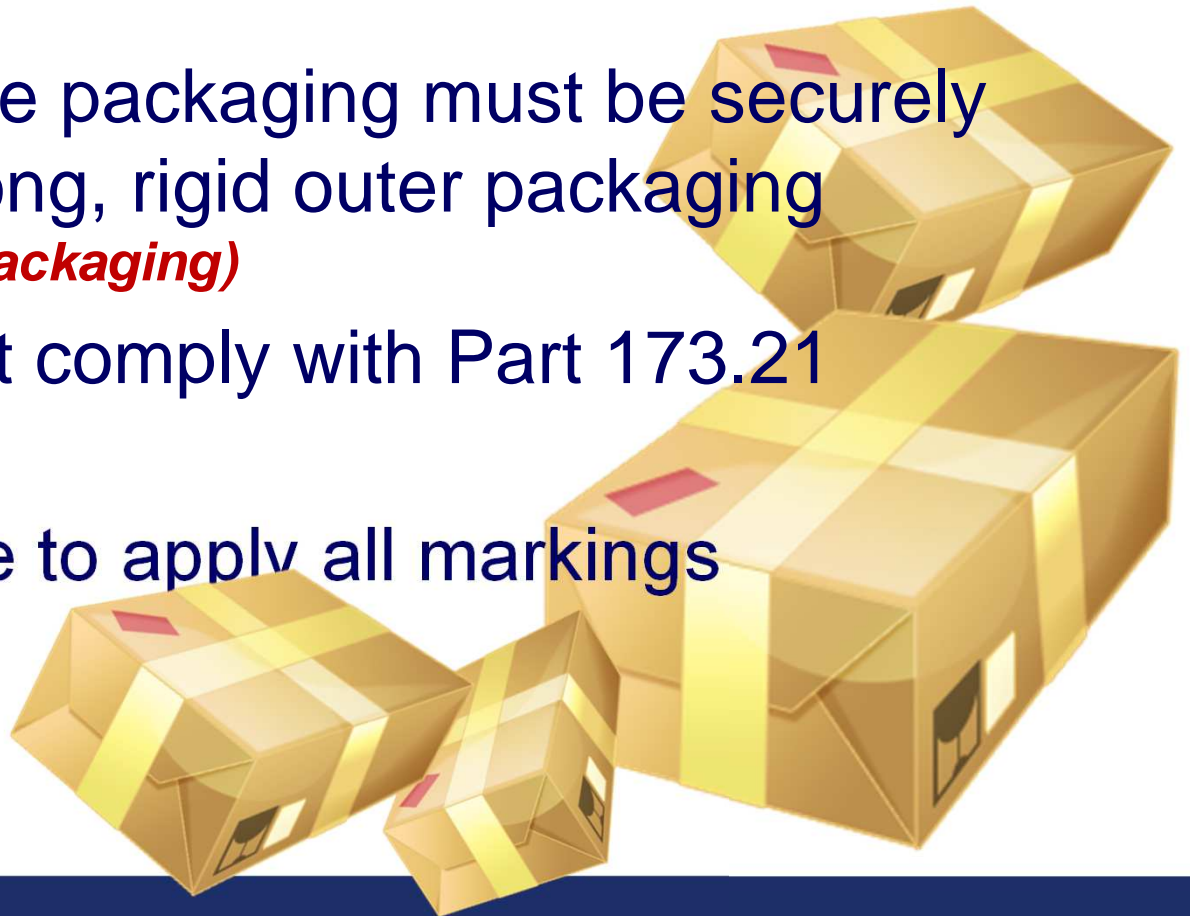 e packaging must be securely
ong, rigid outer packaging
ackaging)
t comply with Part 173.21
e to apply all markings